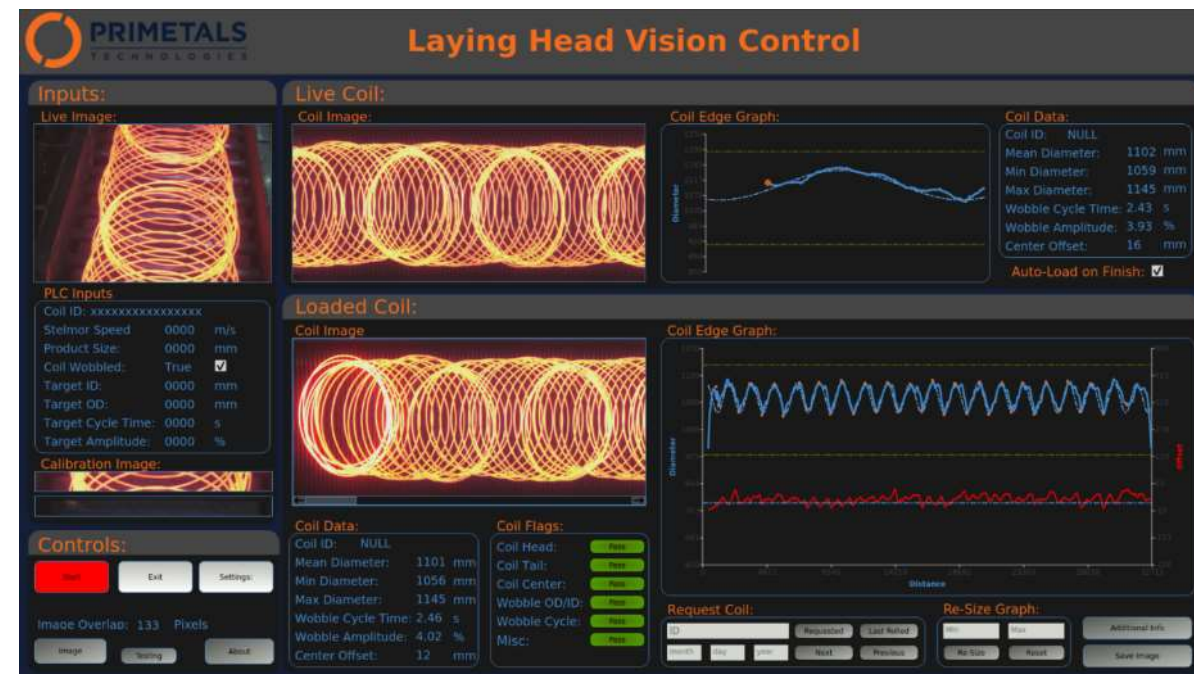 PRIMETALS
TECHNOLOGIES
Laying Head Vision Control
Inputs:
Live Image:
PLC Inputs
Coil ID: xxxxxxxxxxxxxxxx
Stelmor Speed 0000 m/s
Product Size: 0000 mm
Coil Wobbled: True
Target ID: 0000 mm
Target OD: 0000 mm
Target Cycle Time: 0000 s
Target Amplitude: 0000 %
Calibration Image:
Controls:
Exit
Settings:
Image Overlap: 133 Pixels
Image
Testing
About
Live Coil:
Coil Image:
Coil Edge Graph:
Diameter
Coil Data:
Coil ID: NULL
Mean Diameter: 1102 mm
Min Diameter: 1059 mm
Max Diameter: 1145 mm
Wobble Cycle Time: 2.43 s
Wobble Amplitude: 3.93 %
Center Offset: 16 mm
Auto-Load on Finish:
Loaded Coil:
Coil Image
Coil Edge Graph:
Diameter
offset
Distance
Coil Data:
Coil ID: NULL
Mean Diameter: 1101 mm
Min Diameter: 1056 mm
Max Diameter: 1145 mm
Wobble Cycle Time: 2.46 s
Wobble Amplitude: 4.02 %
Center Offset: 12 mm
Coil Flags:
Coil Head: Pass
Coil Tail: Pass
Coil Center: Pass
Wobble OD/ID: Pass
Wobble Cycle: Pass
Misc: Pass
Request Coil:
ID
Requested
Last Rolled
month
day
year
Next
Previous
Re-Size Graph:
Min
Max
Re-Size
Reset
Additional Info
Save Image